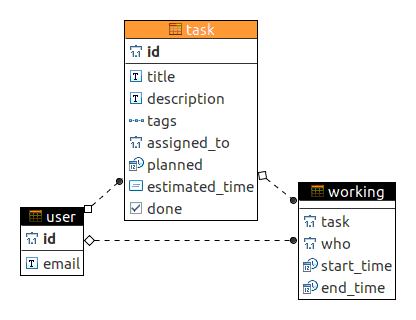 task
id
title
description
tags
assigned_to
planned
estimated_time
done
user
id
email
working
task
who
start_time
end_time